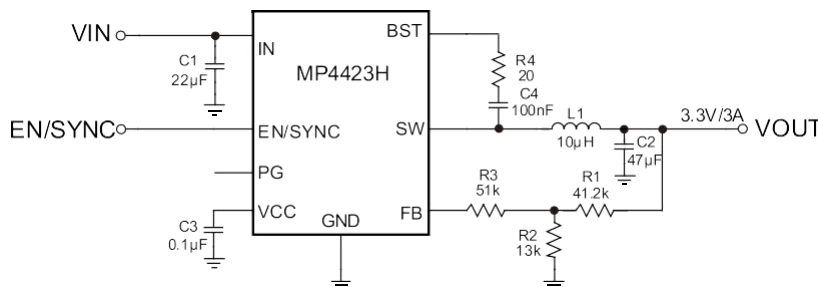 VIN
C1
22µF
IN
BST
MP4423H
R4
20
C4
100nF
EN/SYNC
EN/SYNC
SW
L1
10µH
3.3V/3A
VOUT
C2
47µF
PG
R3
51k
R1
41.2k
C3
0.1µF
VCC
GND
FB
R2
13k